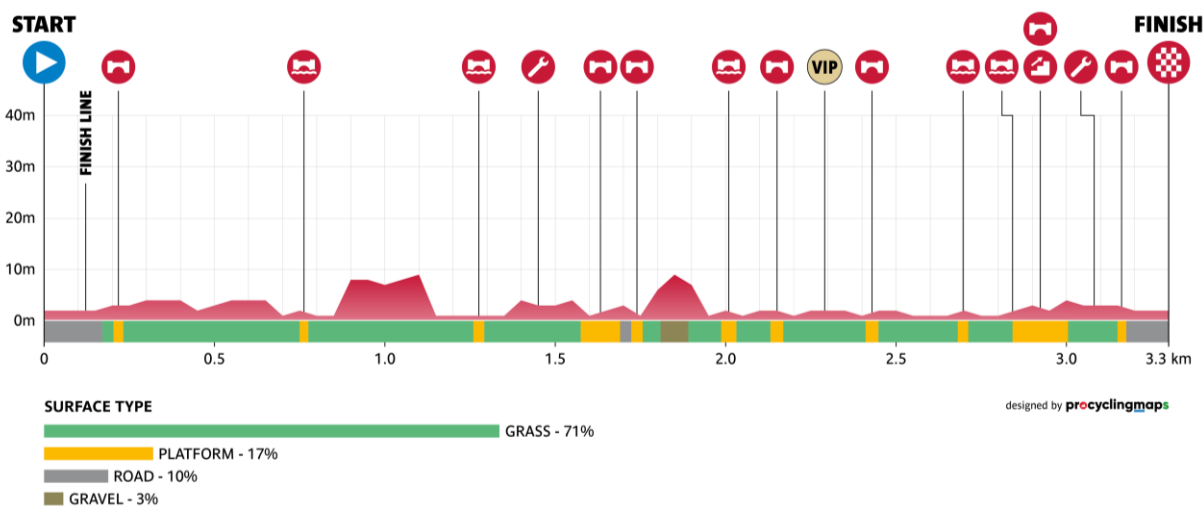 START
FINISH
VIP
FINISH LINE
40m
30m
20m
10m
0m
0 0.5 1.0 1.5 2.0 2.5 3.0 3.3 km
SURFACE TYPE
designed by procyclingmaps
GRASS - 71%
PLATFORM - 17%
ROAD - 10%
GRAVEL - 3%